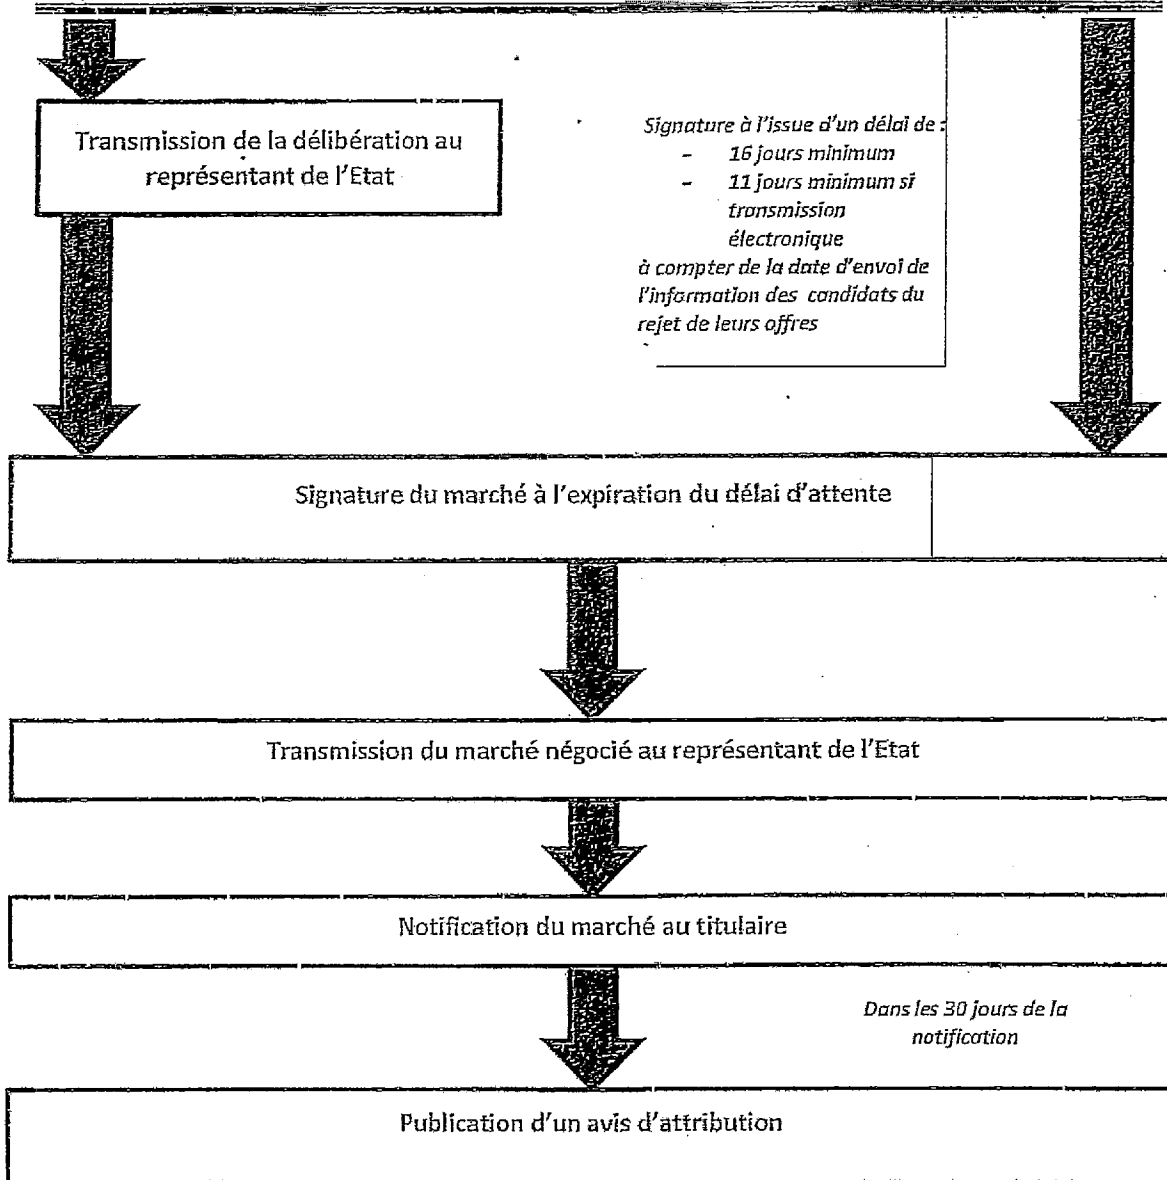 Transmission de la délibération au
représentant de l'Etat
Signature à l'issue d'un délai de :
- 16 jours minimum
- 11 jours minimum si
transmission
électronique
à compter de la date d'envoi de
l'information des candidats du
rejet de leurs offres
Signature du marché à l'expiration du délai d'attente
Transmission du marché négocié au représentant de l'Etat
Notification du marché au titulaire
Dans les 30 jours de la
notification
Publication d'un avis d'attribution